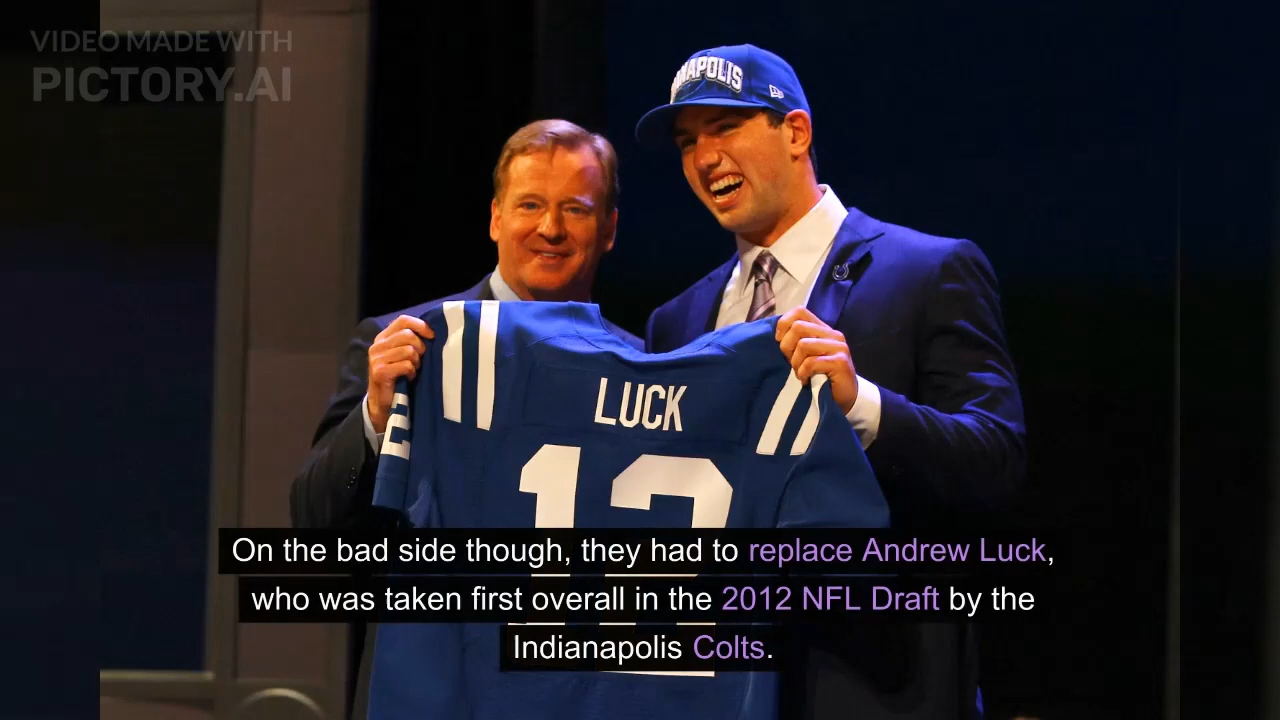 VIDEO MADE WITH
PICTORY.AI
NAPOLIS
LUCK
12
2
On the bad side though, they had to replace Andrew Luck,
who was taken first overall in the 2012 NFL Draft by the
Indianapolis Colts.